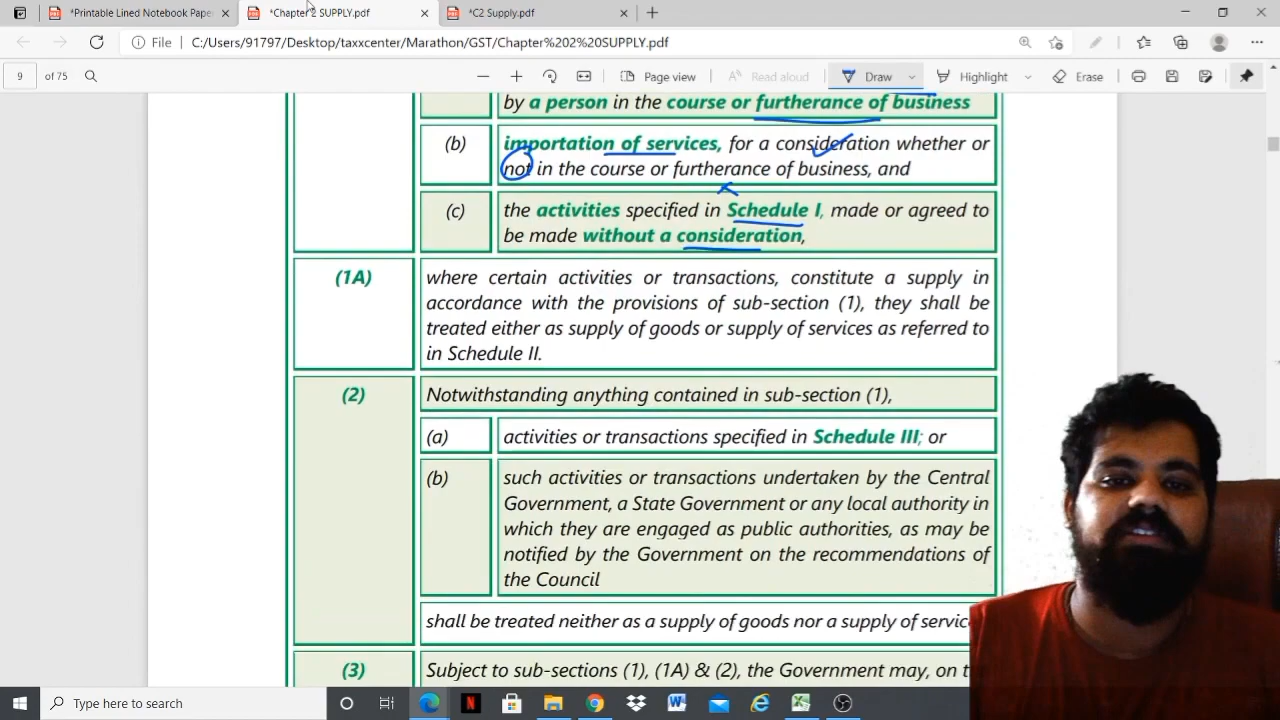 *Printable Lined Notebook Pape
*Chapter 2 SUPPLY.pdf
*C2 Supply.pdf
File
C:/Users/91797/Desktop/taxxcenter/Marathon/GST/Chapter%202%20SUPPLY.pdf
9 of 75
Page view
Read aloud
Draw
Highlight
Erase
by a person in the course or furtherance of business
(b) importation of services, for a consideration whether or
not in the course or furtherance of business, and
(c) the activities specified in Schedule I, made or agreed to
be made without a consideration,
(1A) where certain activities or transactions, constitute a supply in
accordance with the provisions of sub-section (1), they shall be
treated either as supply of goods or supply of services as referred to
in Schedule II.
(2) Notwithstanding anything contained in sub-section (1),
(a) activities or transactions specified in Schedule III; or
(b) such activities or transactions undertaken by the Central
Government, a State Government or any local authority in
which they are engaged as public authorities, as may be
notified by the Government on the recommendations of
the Council
shall be treated neither as a supply of goods nor a supply of servic
(3) Subject to sub-sections (1), (1A) & (2), the Government may, on t
Type here to search